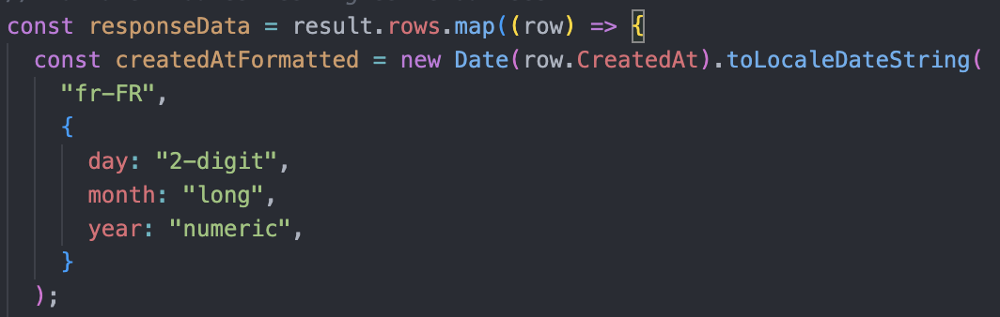 const responseData = result.rows.map((row) => {
const createdAtFormatted = new Date(row.CreatedAt).toLocaleDateString(
"fr-FR",
{
day: "2-digit",
month: "long",
year: "numeric",
}
);